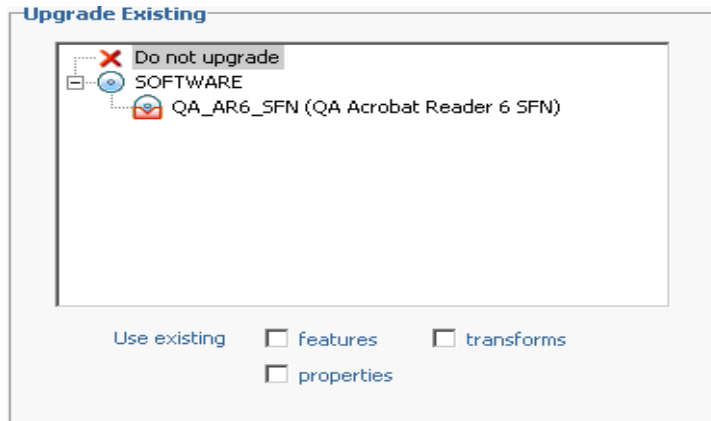 Upgrade Existing
Do not upgrade
SOFTWARE
QA_AR6_SFN (QA Acrobat Reader 6 SFN)
Use existing features transforms
properties